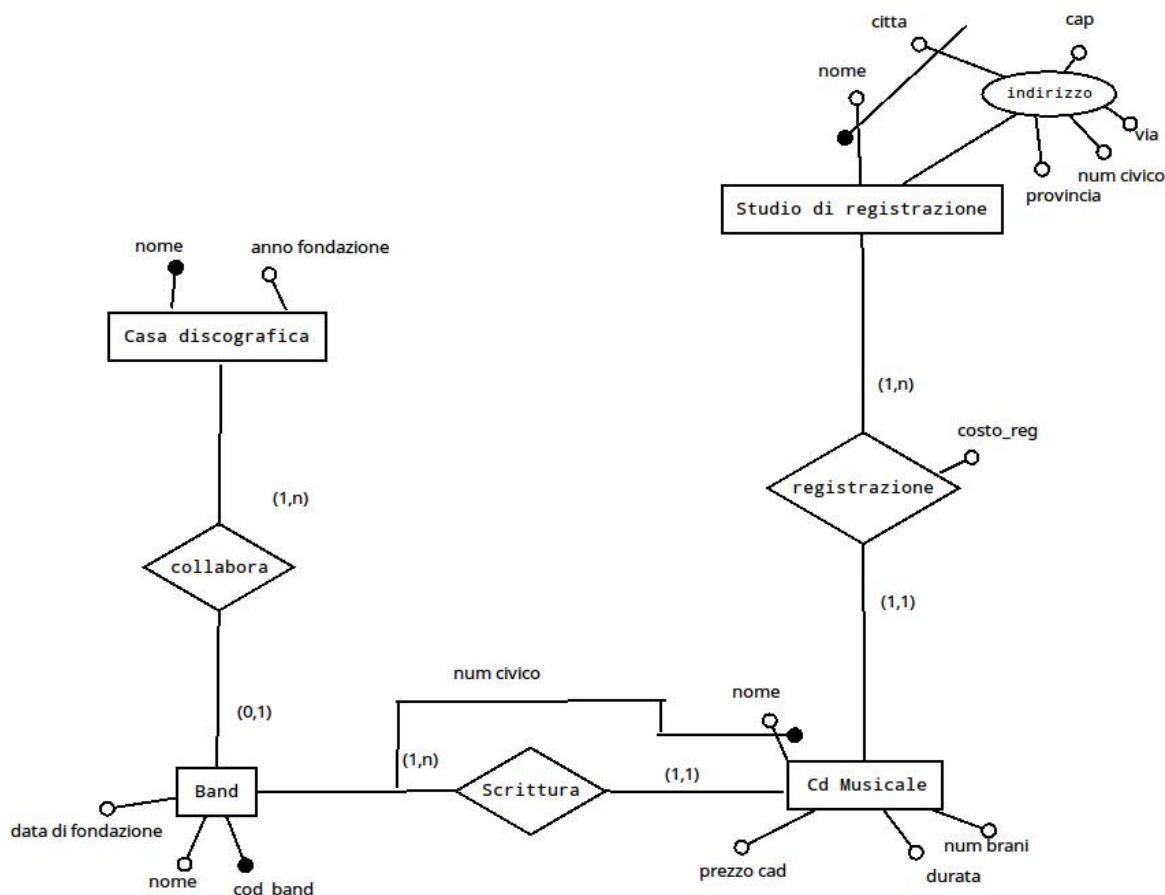 citta
cap
nome
indirizzo
via
num civico
provincia
Studio di registrazione
nome
anno fondazione
Casa discografica
(1,n)
costo_reg
registrazione
(1,n)
collabora
(1,1)
num civico
nome
(0,1)
(1,n)
(1,1)
Band
Scrittura
Cd Musicale
data di fondazione
num brani
prezzo cad
durata
nome
cod_band